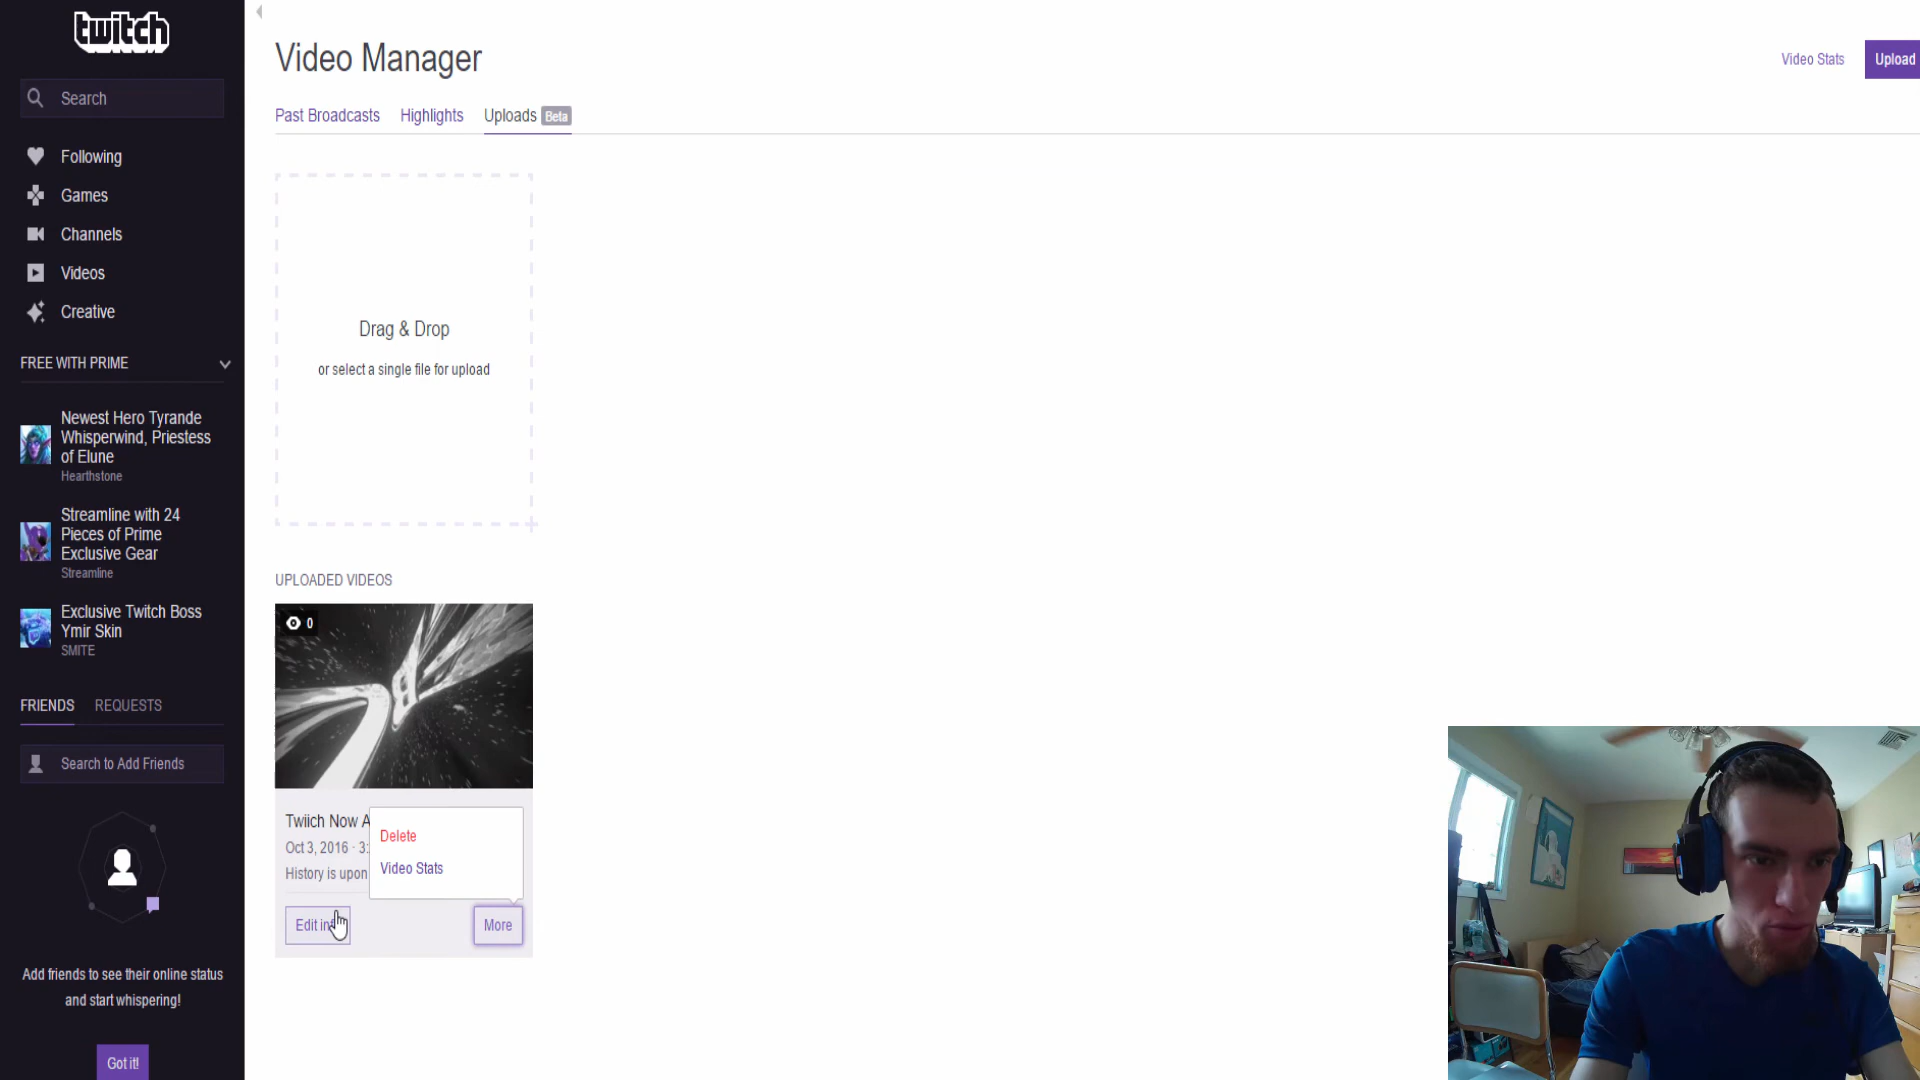 twitch
Search
Following
Games
Channels
Videos
Creative
FREE WITH PRIME
Newest Hero Tyrande
Whisperwind, Priestess
of Elune
Hearthstone
Streamline with 24
Pieces of Prime
Exclusive Gear
Streamline
Exclusive Twitch Boss
Ymir Skin
SMITE
FRIENDS REQUESTS
Search to Add Friends
Add friends to see their online status
and start whispering!
Got it!
Video Manager
Video Stats Upload
Past Broadcasts Highlights Uploads Beta
Drag & Drop
or select a single file for upload
UPLOADED VIDEOS
0
Twiich Now A
Oct 3, 2016 · 3:
History is upon
Delete
Video Stats
Edit
More